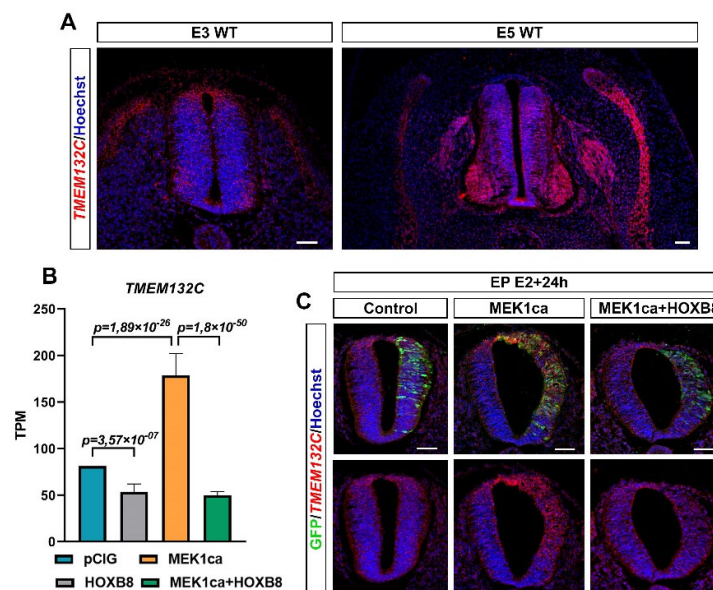 A
E3 WT
E5 WT
TMEM132C/Hoechst
B
TMEM132C
250
200
150
100
50
0
TPM
p=1,89×10-26
p=1,8×10-50
p=3,57×10-07
pCIG
MEK1ca
HOXB8
MEK1ca+HOXB8
C
EP E2+24h
Control
MEK1ca
MEK1ca+HOXB8
GFP/TMEM132C/Hoechst